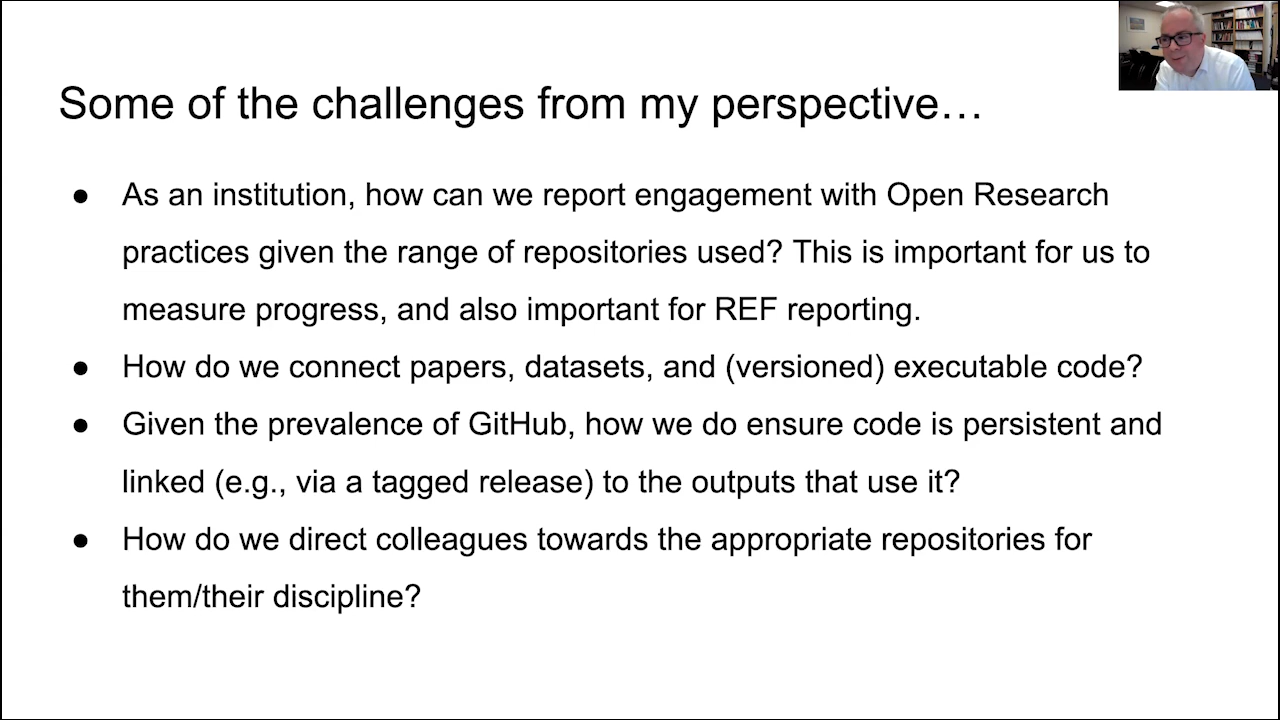 Some of the challenges from my perspective…
● As an institution, how can we report engagement with Open Research
practices given the range of repositories used? This is important for us to
measure progress, and also important for REF reporting.
● How do we connect papers, datasets, and (versioned) executable code?
● Given the prevalence of GitHub, how we do ensure code is persistent and
linked (e.g., via a tagged release) to the outputs that use it?
● How do we direct colleagues towards the appropriate repositories for
them/their discipline?